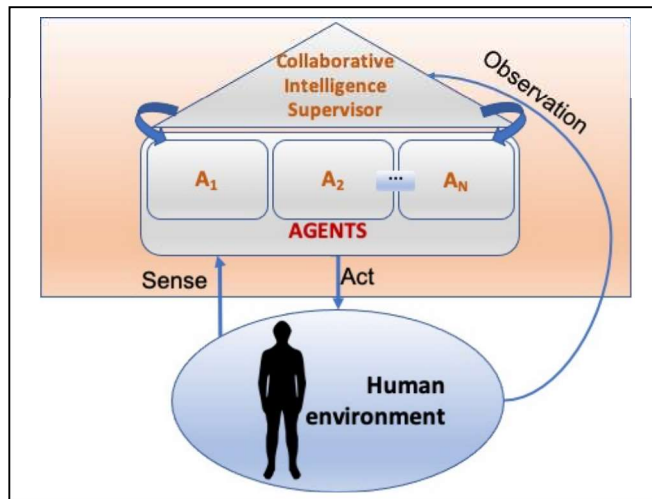 Collaborative
Intelligence
Supervisor
Observation
A1
A2
...
AN
AGENTS
Sense
Act
Human
environment